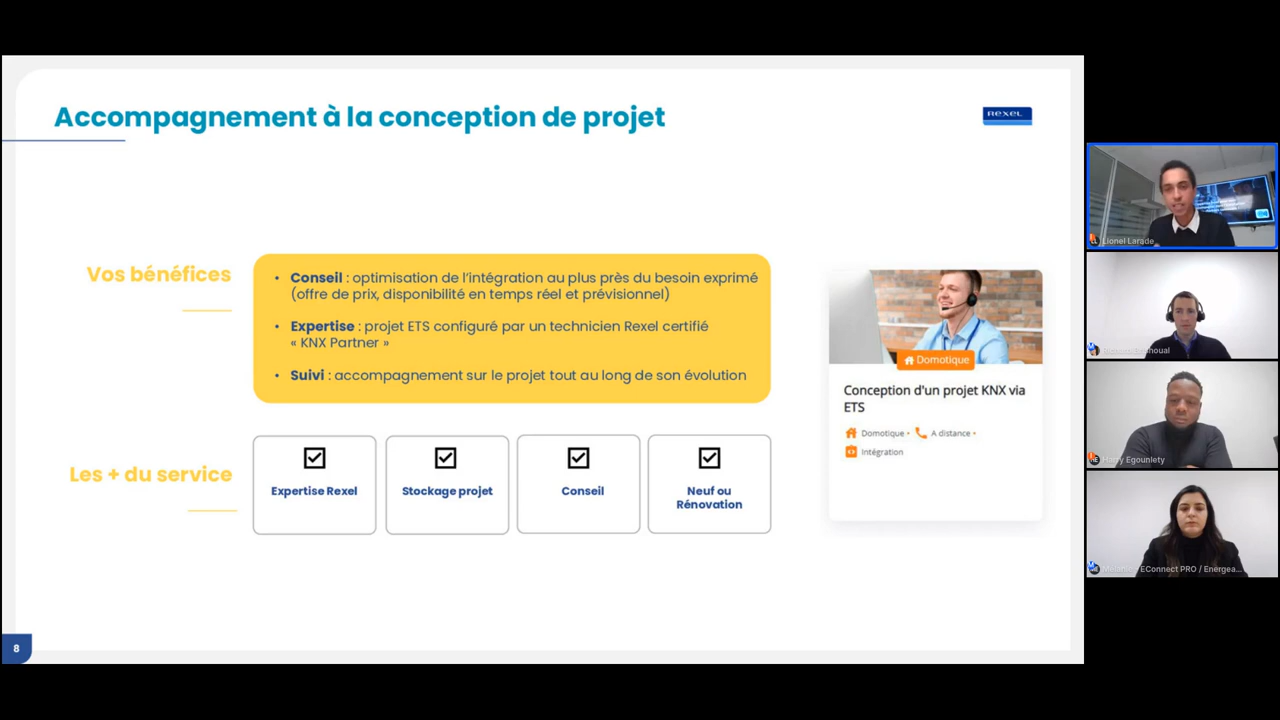 Accompagnement à la conception de projet
REXEL
Vos bénéfices
• Conseil : optimisation de l'intégration au plus près du besoin exprimé
(offre de prix, disponibilité en temps réel et prévisionnel)
• Expertise : projet ETS configuré par un technicien Rexel certifié
« KNX Partner »
• Suivi : accompagnement sur le projet tout au long de son évolution
Domotique
Conception d'un projet KNX via
ETS
Domotique • A distance •
Intégration
Les + du service
Expertise Rexel
Stockage projet
Conseil
Neuf ou
Rénovation
8
Lionel Larade
Harry Egounlety
EConnect PRO / Energea...